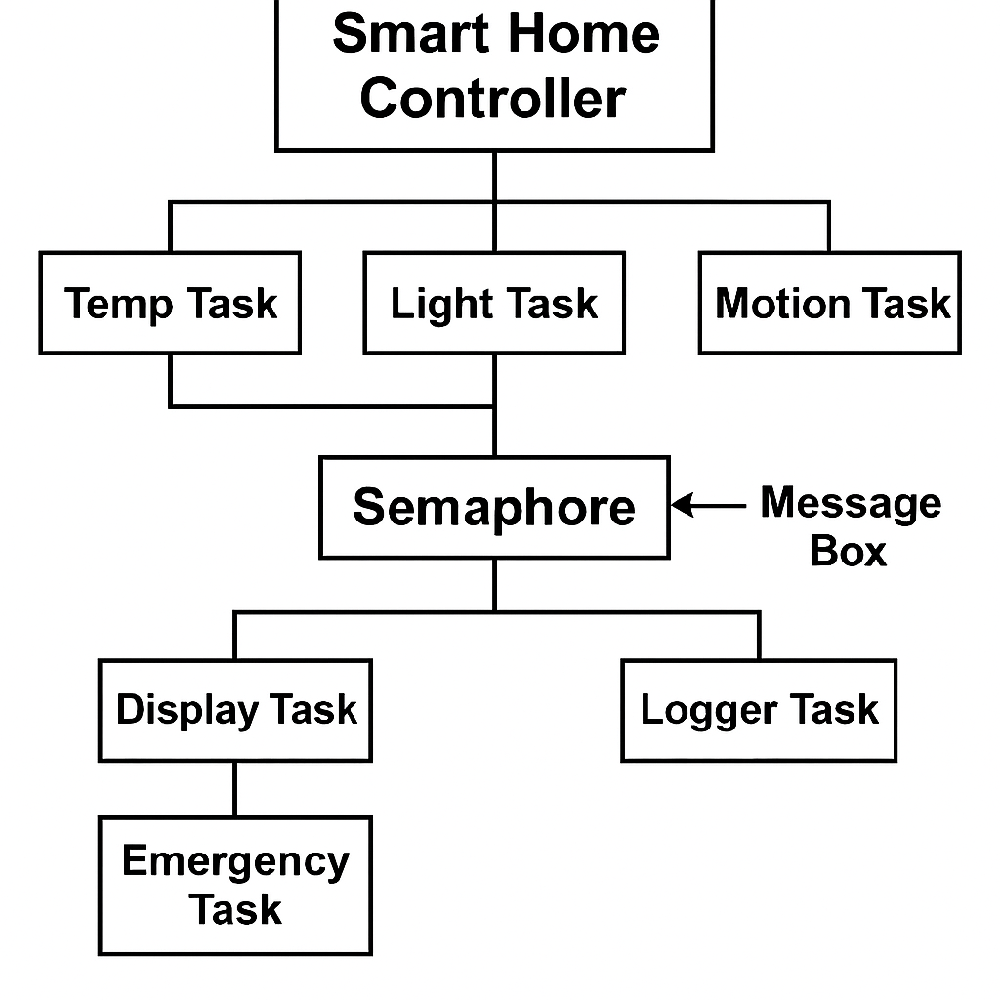 Smart Home
Controller
Temp Task
Light Task
Motion Task
Semaphore
Message
Box
Display Task
Logger Task
Emergency
Task